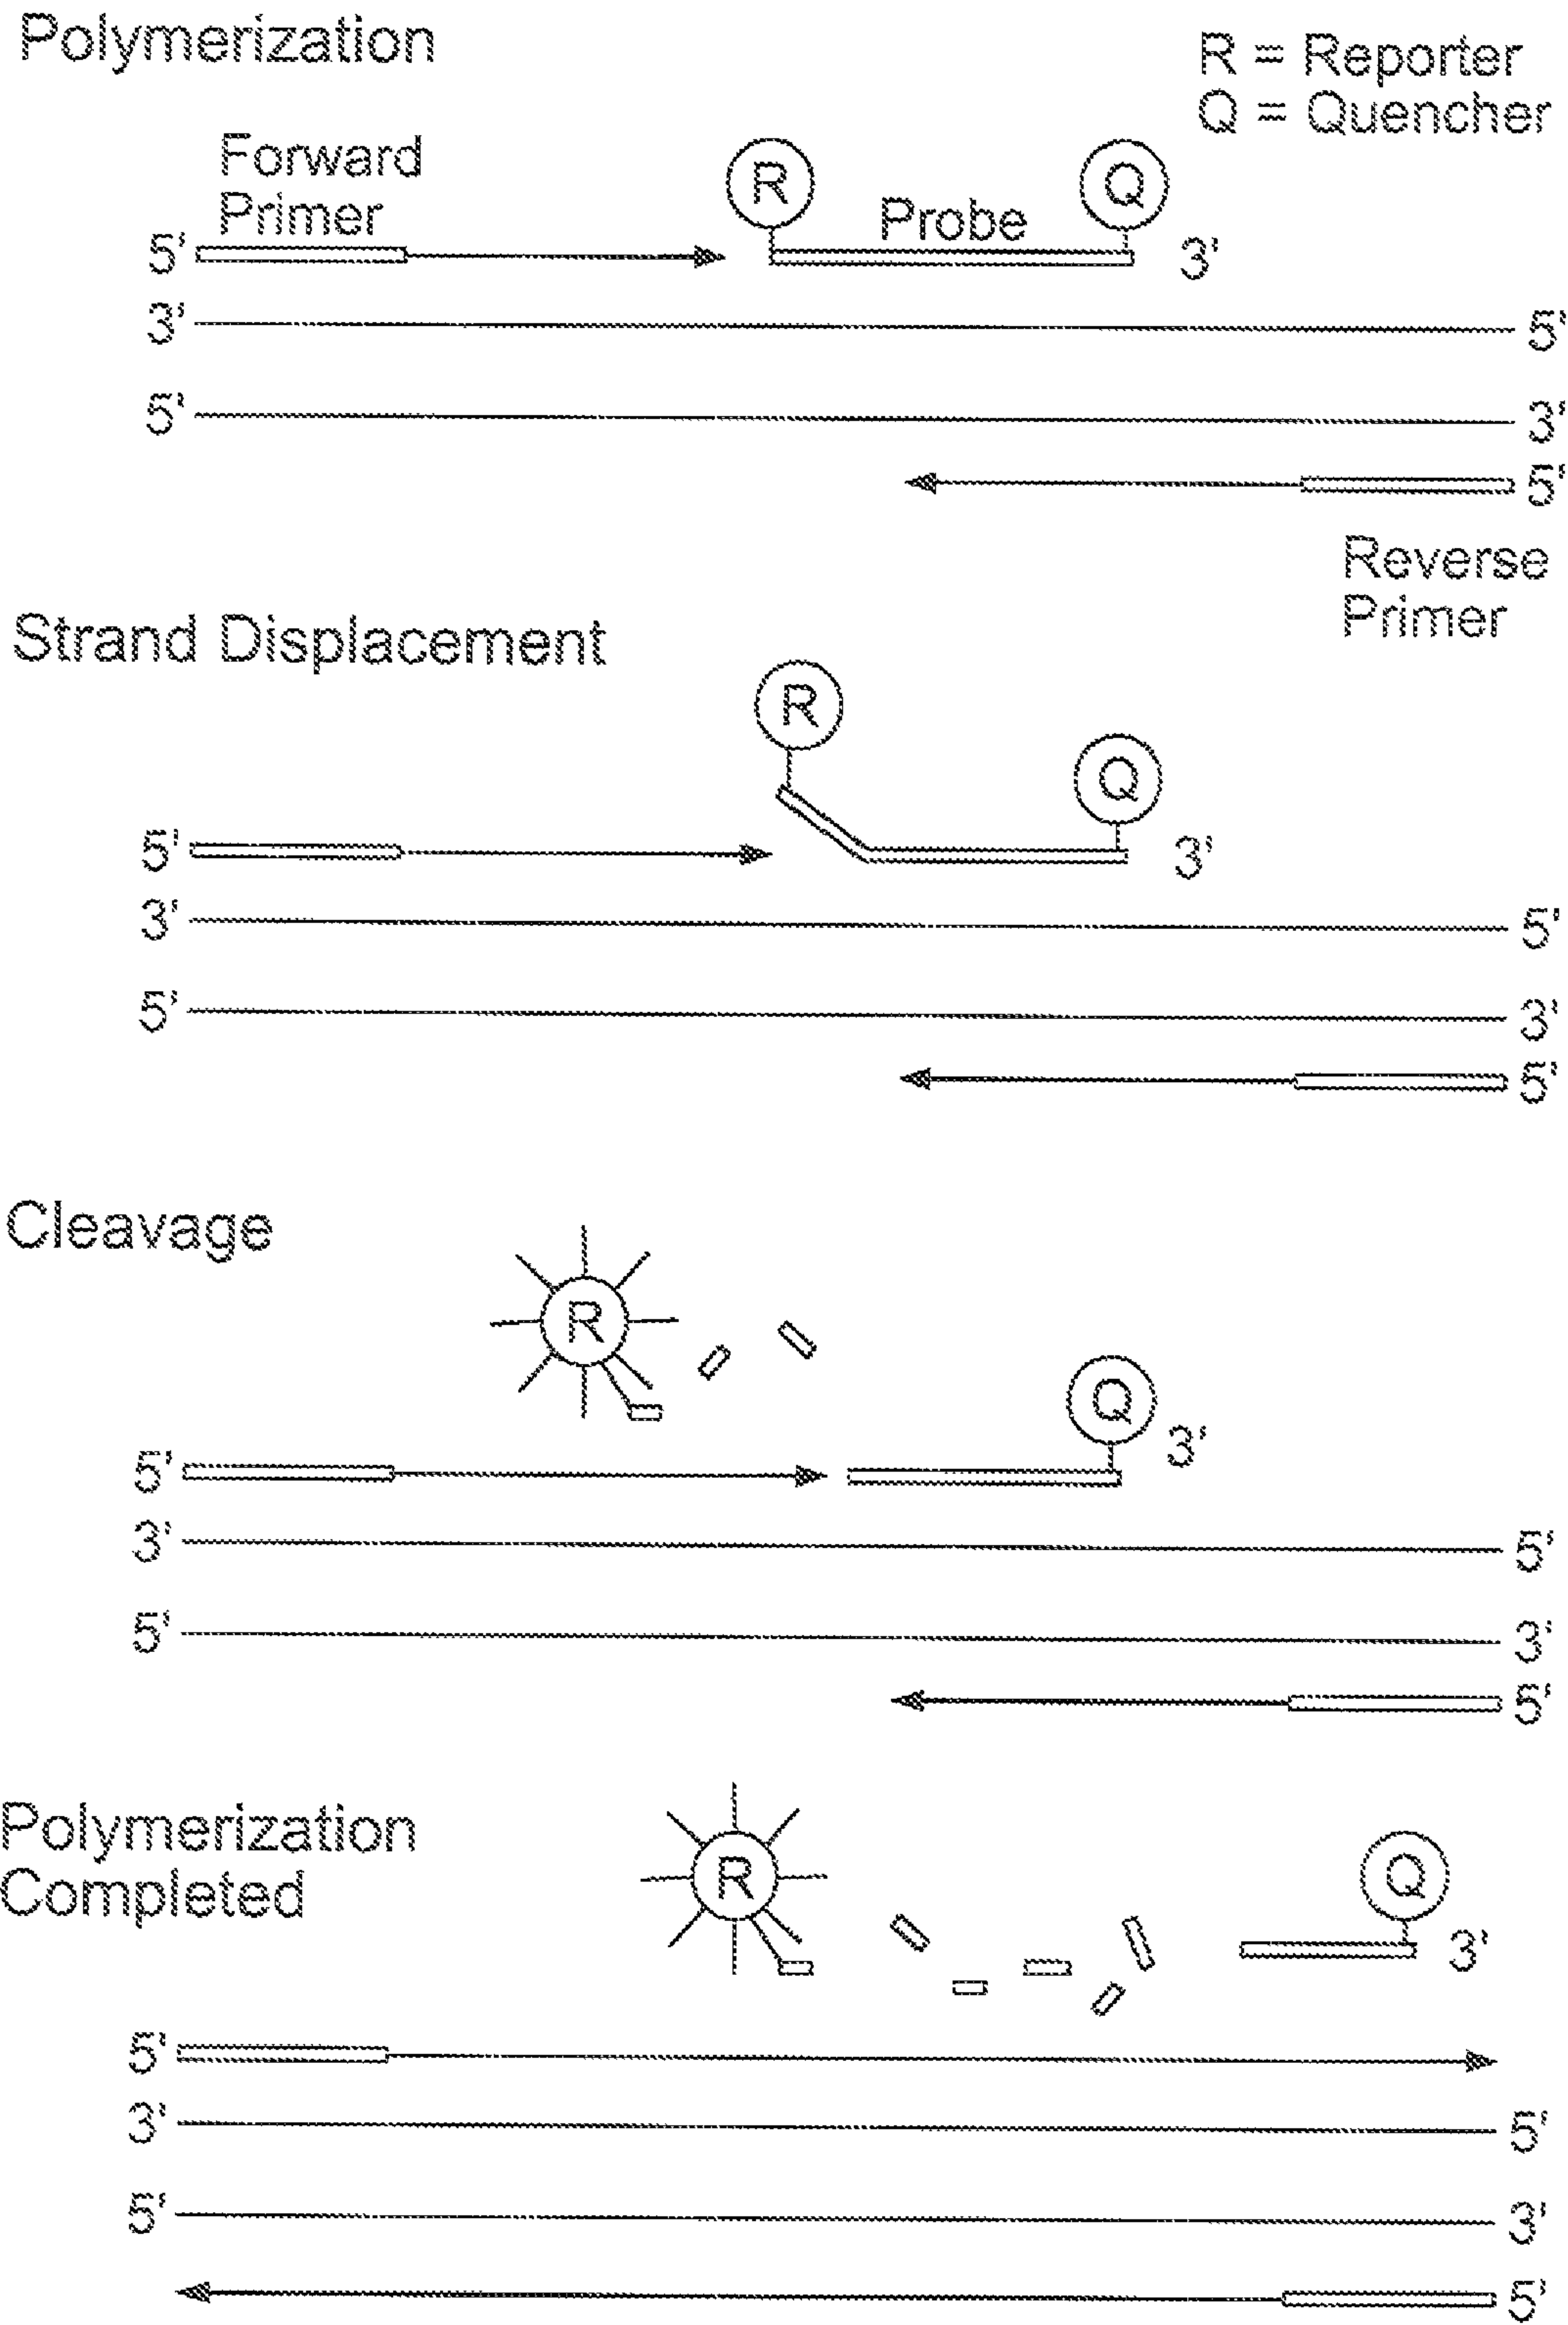 Polymerization
R = Reporter
Q = Quencher
Forward
Primer
R
Q
Probe
5'
3'
3'
5'
5'
3'
5'
Reverse
Primer
Strand Displacement
R
Q
5'
3'
3'
5'
5'
3'
5'
Cleavage
R
Q
5'
3'
3'
5'
5'
3'
5'
Polymerization
Completed
R
Q
3'
5'
3'
5'
5'
3'
5'